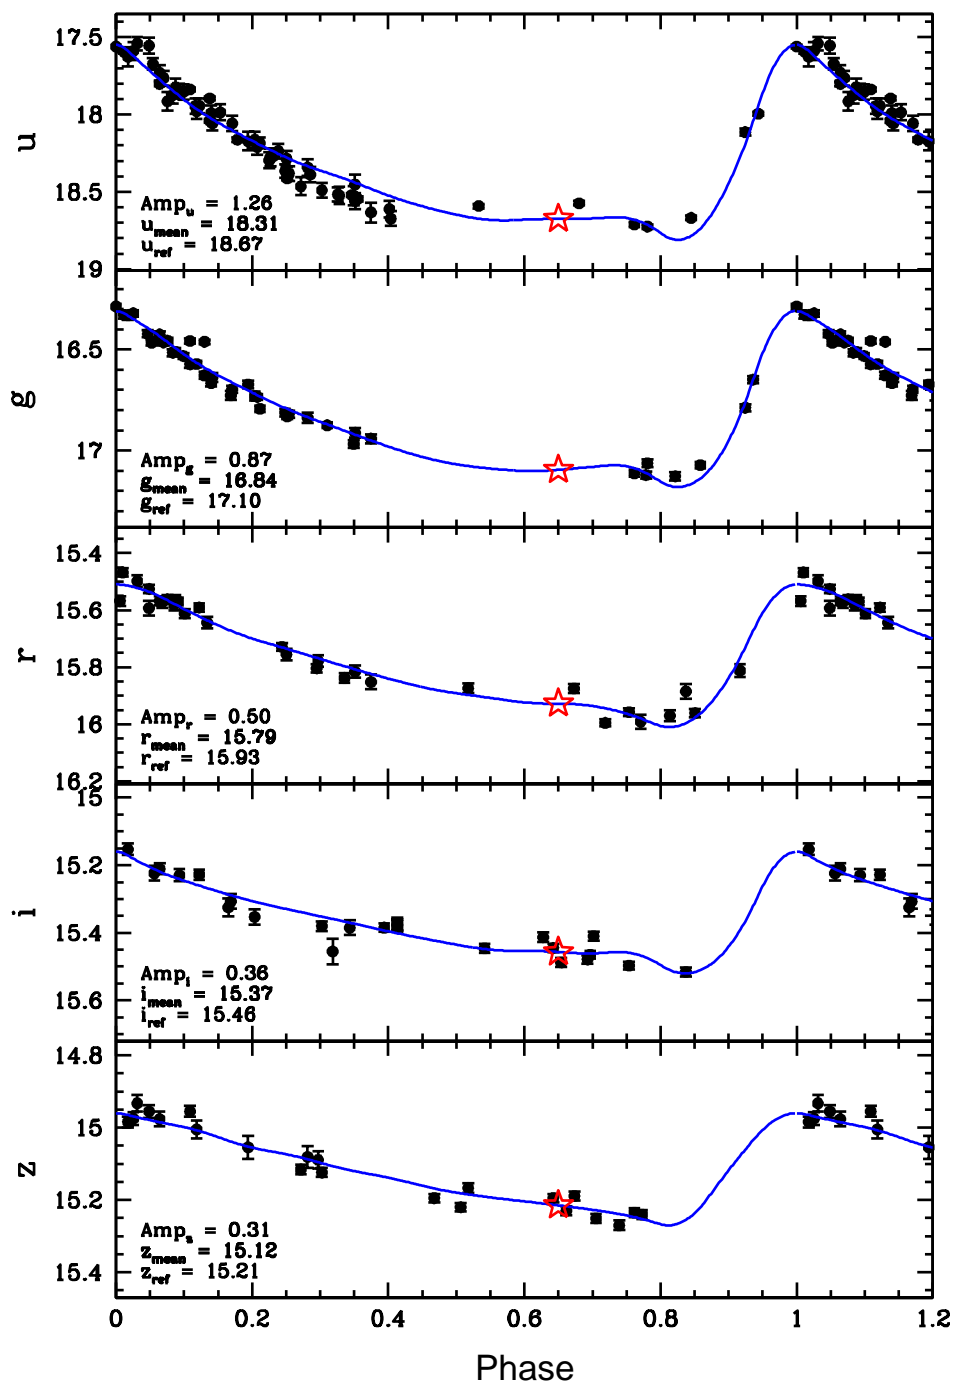 17.5
18
18.5
19
u
Amp_u = 1.26
u_mean = 18.31
u_ref = 18.67
16.5
17
g
Amp_g = 0.87
g_mean = 16.84
g_ref = 17.10
15.4
15.6
15.8
16
16.2
r
Amp_r = 0.50
r_mean = 15.79
r_ref = 15.93
15
15.2
15.4
15.6
i
Amp_i = 0.36
i_mean = 15.37
i_ref = 15.46
14.8
15
15.2
15.4
z
Amp_z = 0.31
z_mean = 15.12
z_ref = 15.21
0 0.2 0.4 0.6 0.8 1 1.2
Phase